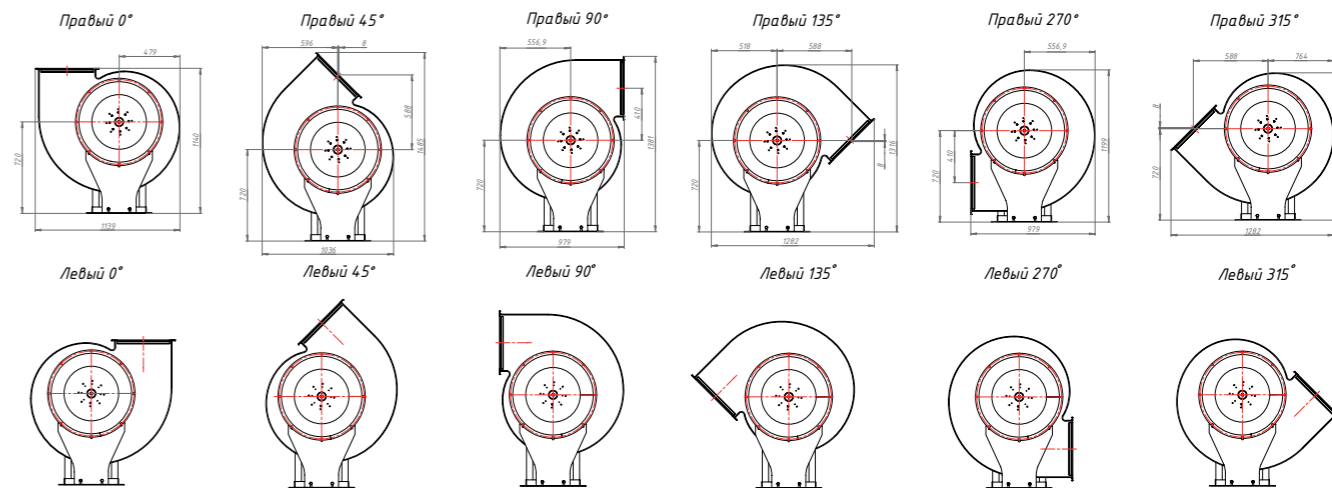 Правый 0°
Правый 45°
Правый 90°
Правый 135°
Правый 270°
Правый 315°
479
720
1140
1139
596
8
588
1485
720
1036
556,9
410
1381
720
979
518
588
8
1316
720
1282
556,9
410
720
1199
979
588
764
8
720
1282
Левый 0°
Левый 45°
Левый 90°
Левый 135°
Левый 270°
Левый 315°